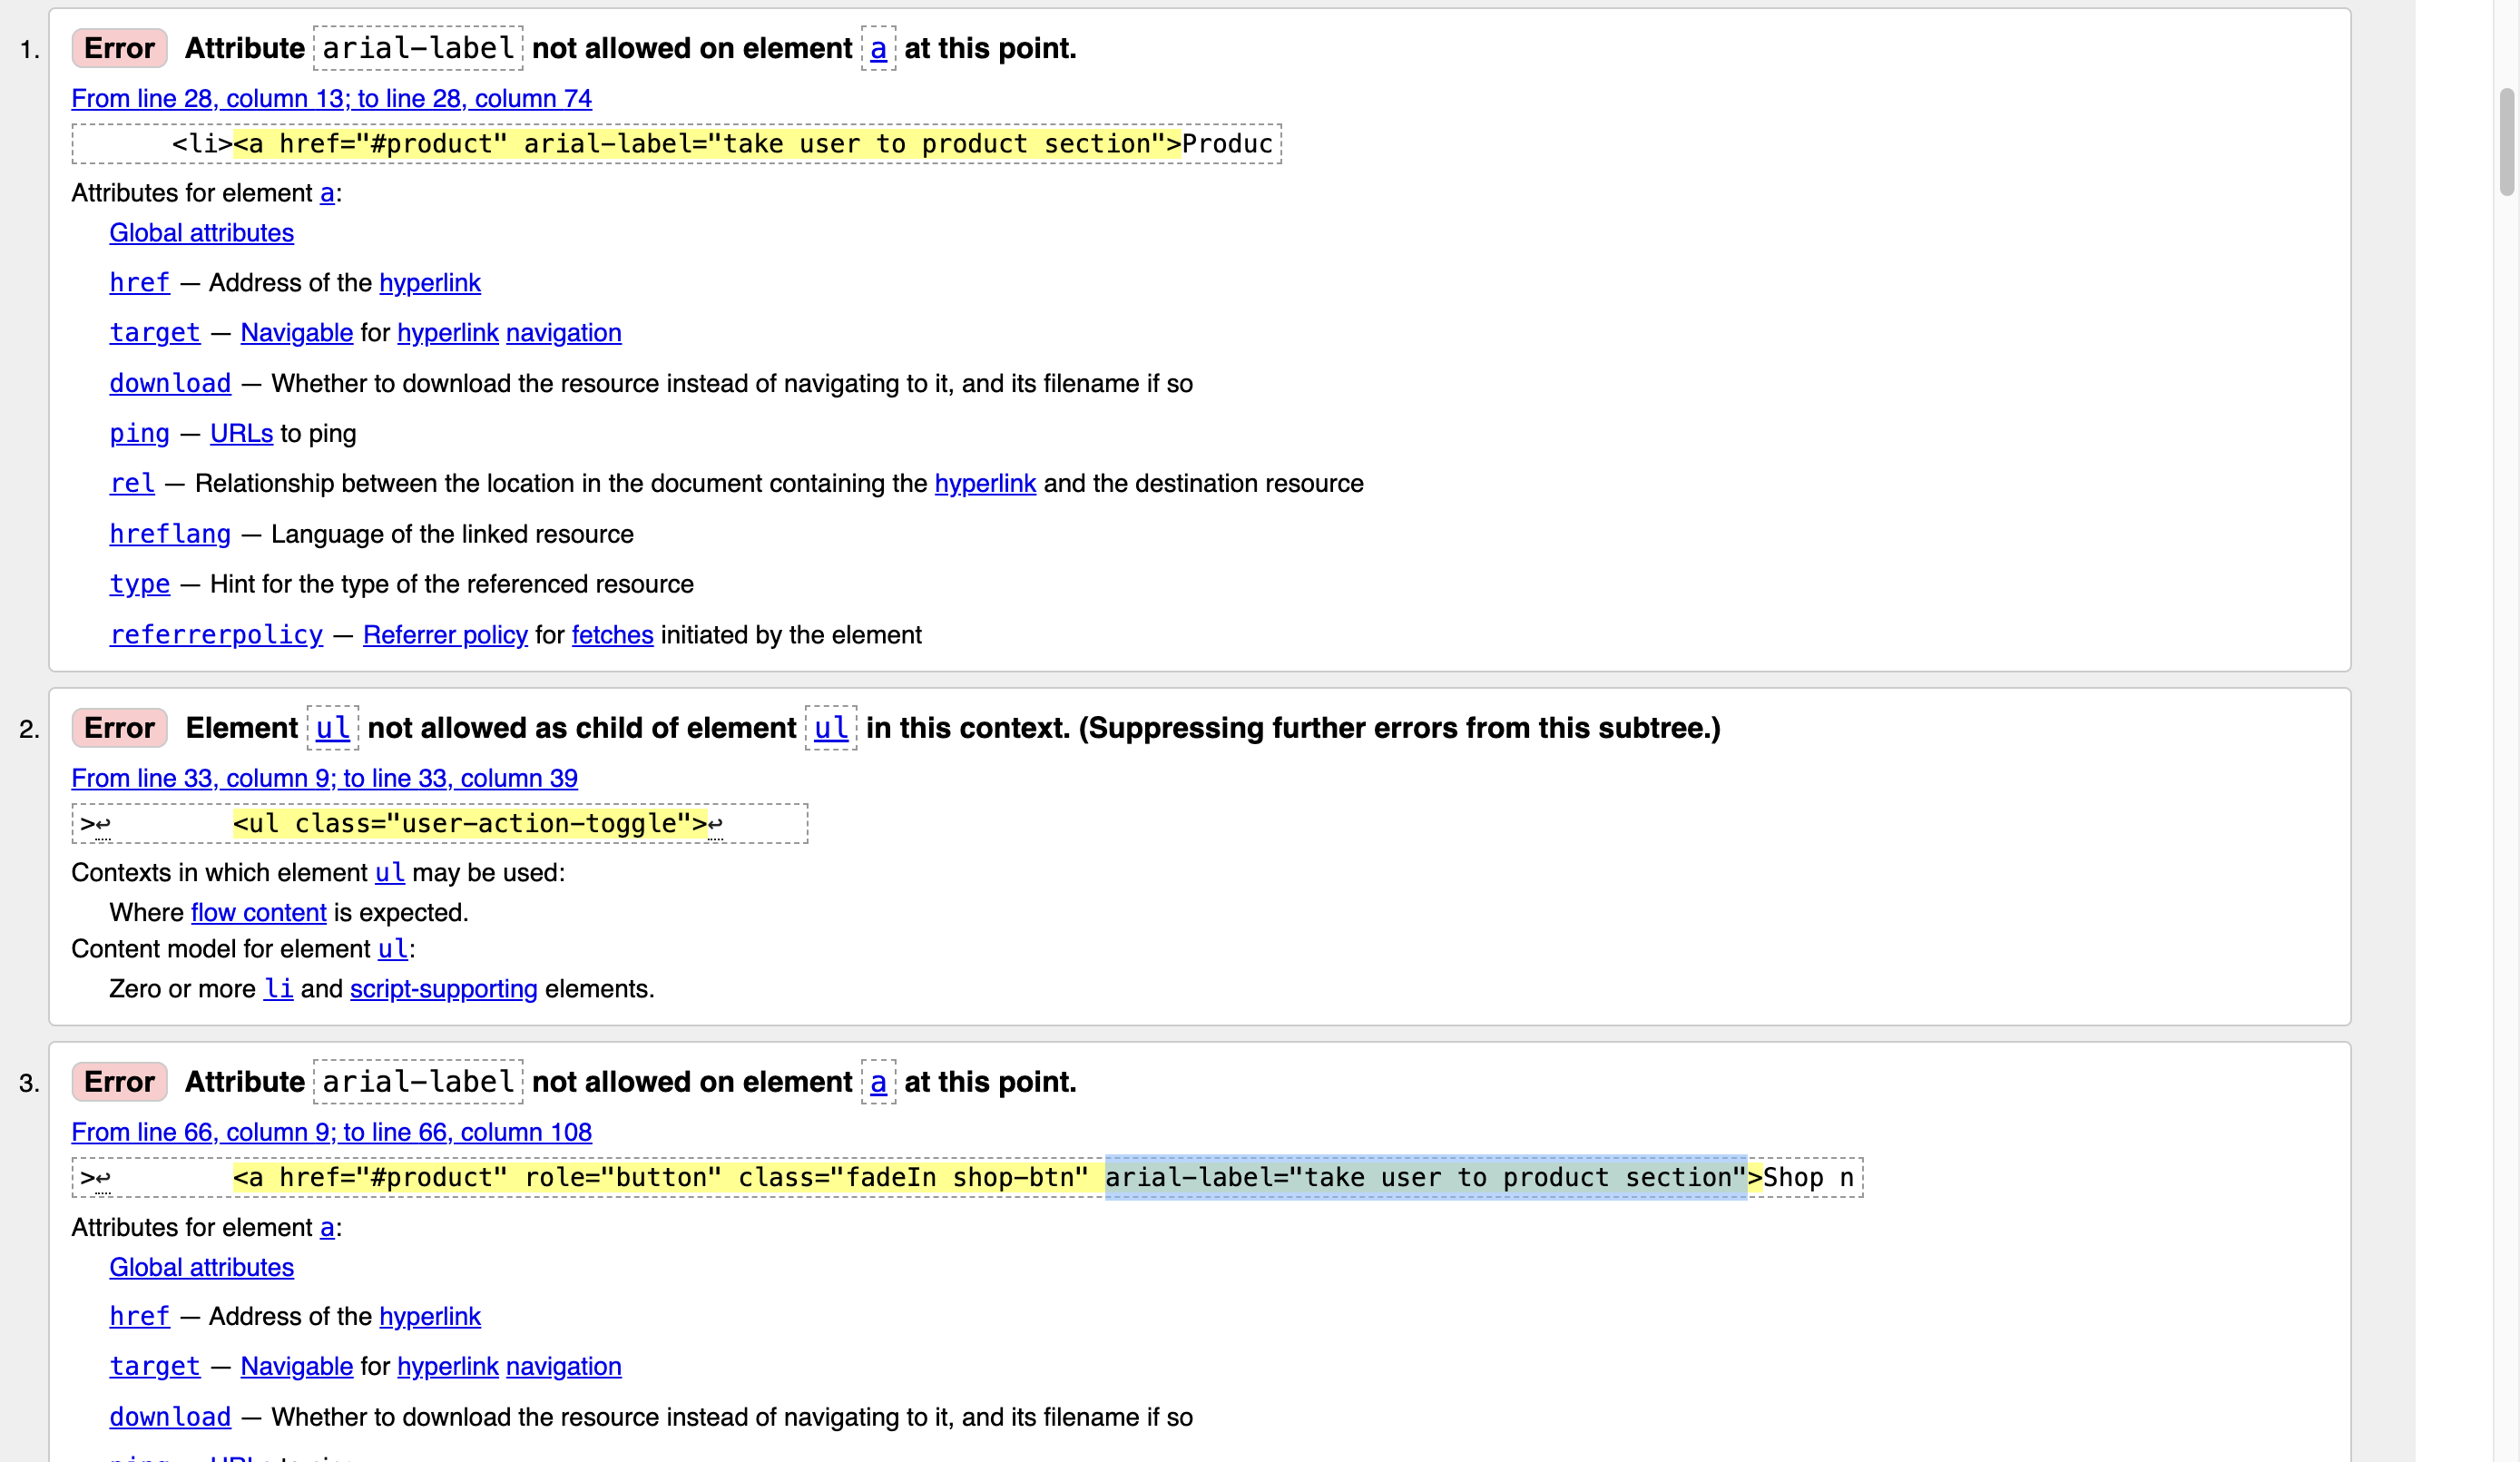 1. Error Attribute arial-label not allowed on element a at this point.
From line 28, column 13; to line 28, column 74
<li><a href="#product" arial-label="take user to product section">Produc
Attributes for element a:
Global attributes
href — Address of the hyperlink
target — Navigable for hyperlink navigation
download — Whether to download the resource instead of navigating to it, and its filename if so
ping — URLs to ping
rel — Relationship between the location in the document containing the hyperlink and the destination resource
hreflang — Language of the linked resource
type — Hint for the type of the referenced resource
referrerpolicy — Referrer policy for fetches initiated by the element
2. Error Element ul not allowed as child of element ul in this context. (Suppressing further errors from this subtree.)
From line 33, column 9; to line 33, column 39
>↩ <ul class="user-action-toggle">↩
Contexts in which element ul may be used:
Where flow content is expected.
Content model for element ul:
Zero or more li and script-supporting elements.
3. Error Attribute arial-label not allowed on element a at this point.
From line 66, column 9; to line 66, column 108
>↩ <a href="#product" role="button" class="fadeIn shop-btn" arial-label="take user to product section">Shop n
Attributes for element a:
Global attributes
href — Address of the hyperlink
target — Navigable for hyperlink navigation
download — Whether to download the resource instead of navigating to it, and its filename if so